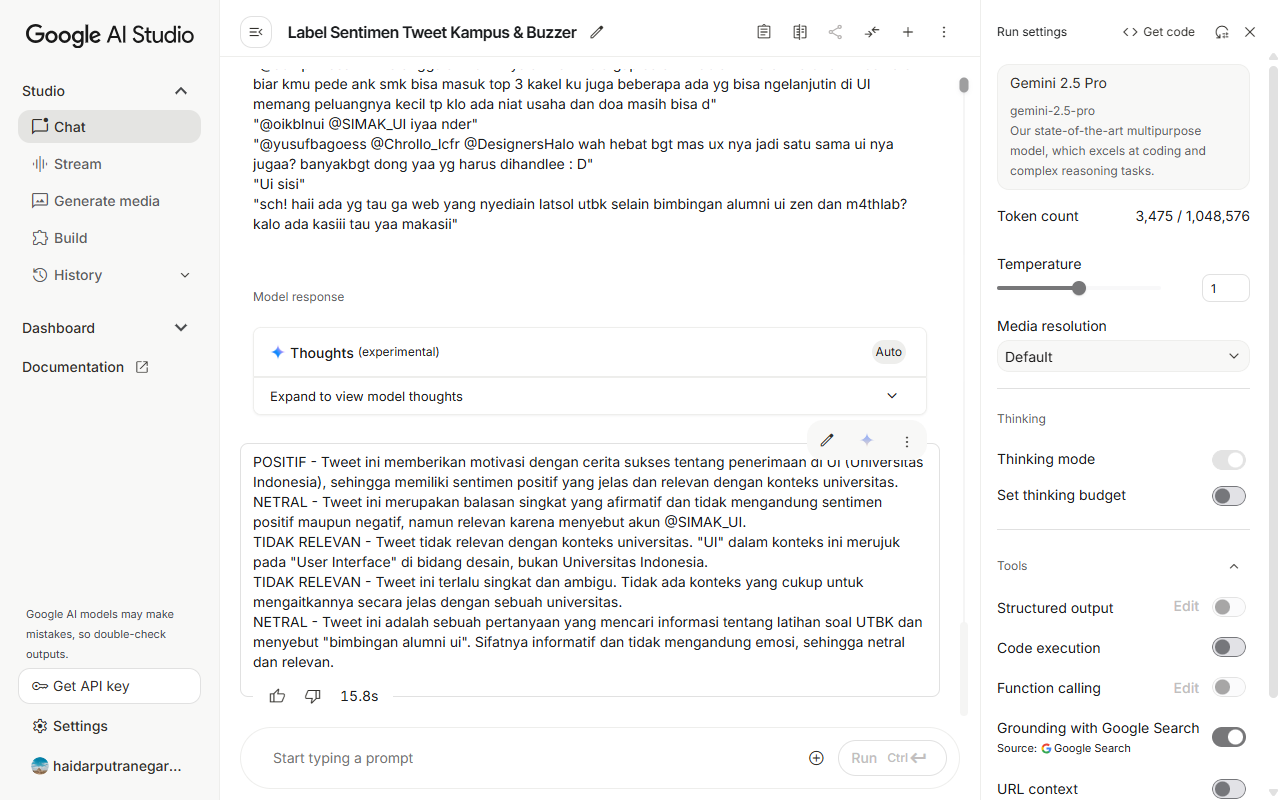 Google AI Studio
Studio
Chat
Stream
Generate media
Build
History
Dashboard
Documentation
Google AI models may make
mistakes, so double-check
outputs.
Get API key
Settings
haidarputranegar...
Label Sentimen Tweet Kampus & Buzzer
biar kmu pede ank smk bisa masuk top 3 kakel ku juga beberapa ada yg bisa ngelanjutin di UI
memang peluangnya kecil tp klo ada niat usaha dan doa masih bisa d"
"@oikblnui @SIMAK_UI iyaa nder"
"@yusufbagoess @Chrollo_lcfr @DesignersHalo wah hebat bgt mas ux nya jadi satu sama ui nya
jugaa? banyakbgt dong yaa yg harus dihandlee : D"
"Ui sisi"
"sch! haii ada yg tau ga web yang nyediain latsol utbk selain bimbingan alumni ui zen dan m4thlab?
kalo ada kasiii tau yaa makasii"
Model response
Thoughts (experimental)
Auto
Expand to view model thoughts
POSITIF - Tweet ini memberikan motivasi dengan cerita sukses tentang penerimaan di UI (Universitas
Indonesia), sehingga memiliki sentimen positif yang jelas dan relevan dengan konteks universitas.
NETRAL - Tweet ini merupakan balasan singkat yang afirmatif dan tidak mengandung sentimen
positif maupun negatif, namun relevan karena menyebut akun @SIMAK_UI.
TIDAK RELEVAN - Tweet tidak relevan dengan konteks universitas. "UI" dalam konteks ini merujuk
pada "User Interface" di bidang desain, bukan Universitas Indonesia.
TIDAK RELEVAN - Tweet ini terlalu singkat dan ambigu. Tidak ada konteks yang cukup untuk
mengaitkannya secara jelas dengan sebuah universitas.
NETRAL - Tweet ini adalah sebuah pertanyaan yang mencari informasi tentang latihan soal UTBK dan
menyebut "bimbingan alumni ui". Sifatnya informatif dan tidak mengandung emosi, sehingga netral
dan relevan.
15.8s
Start typing a prompt
Run Ctrl
Run settings
Get code
Gemini 2.5 Pro
gemini-2.5-pro
Our state-of-the-art multipurpose
model, which excels at coding and
complex reasoning tasks.
Token count 3,475 / 1,048,576
Temperature
1
Media resolution
Default
Thinking
Thinking mode
Set thinking budget
Tools
Structured output Edit
Code execution
Function calling Edit
Grounding with Google Search
Source: Google Search
URL context